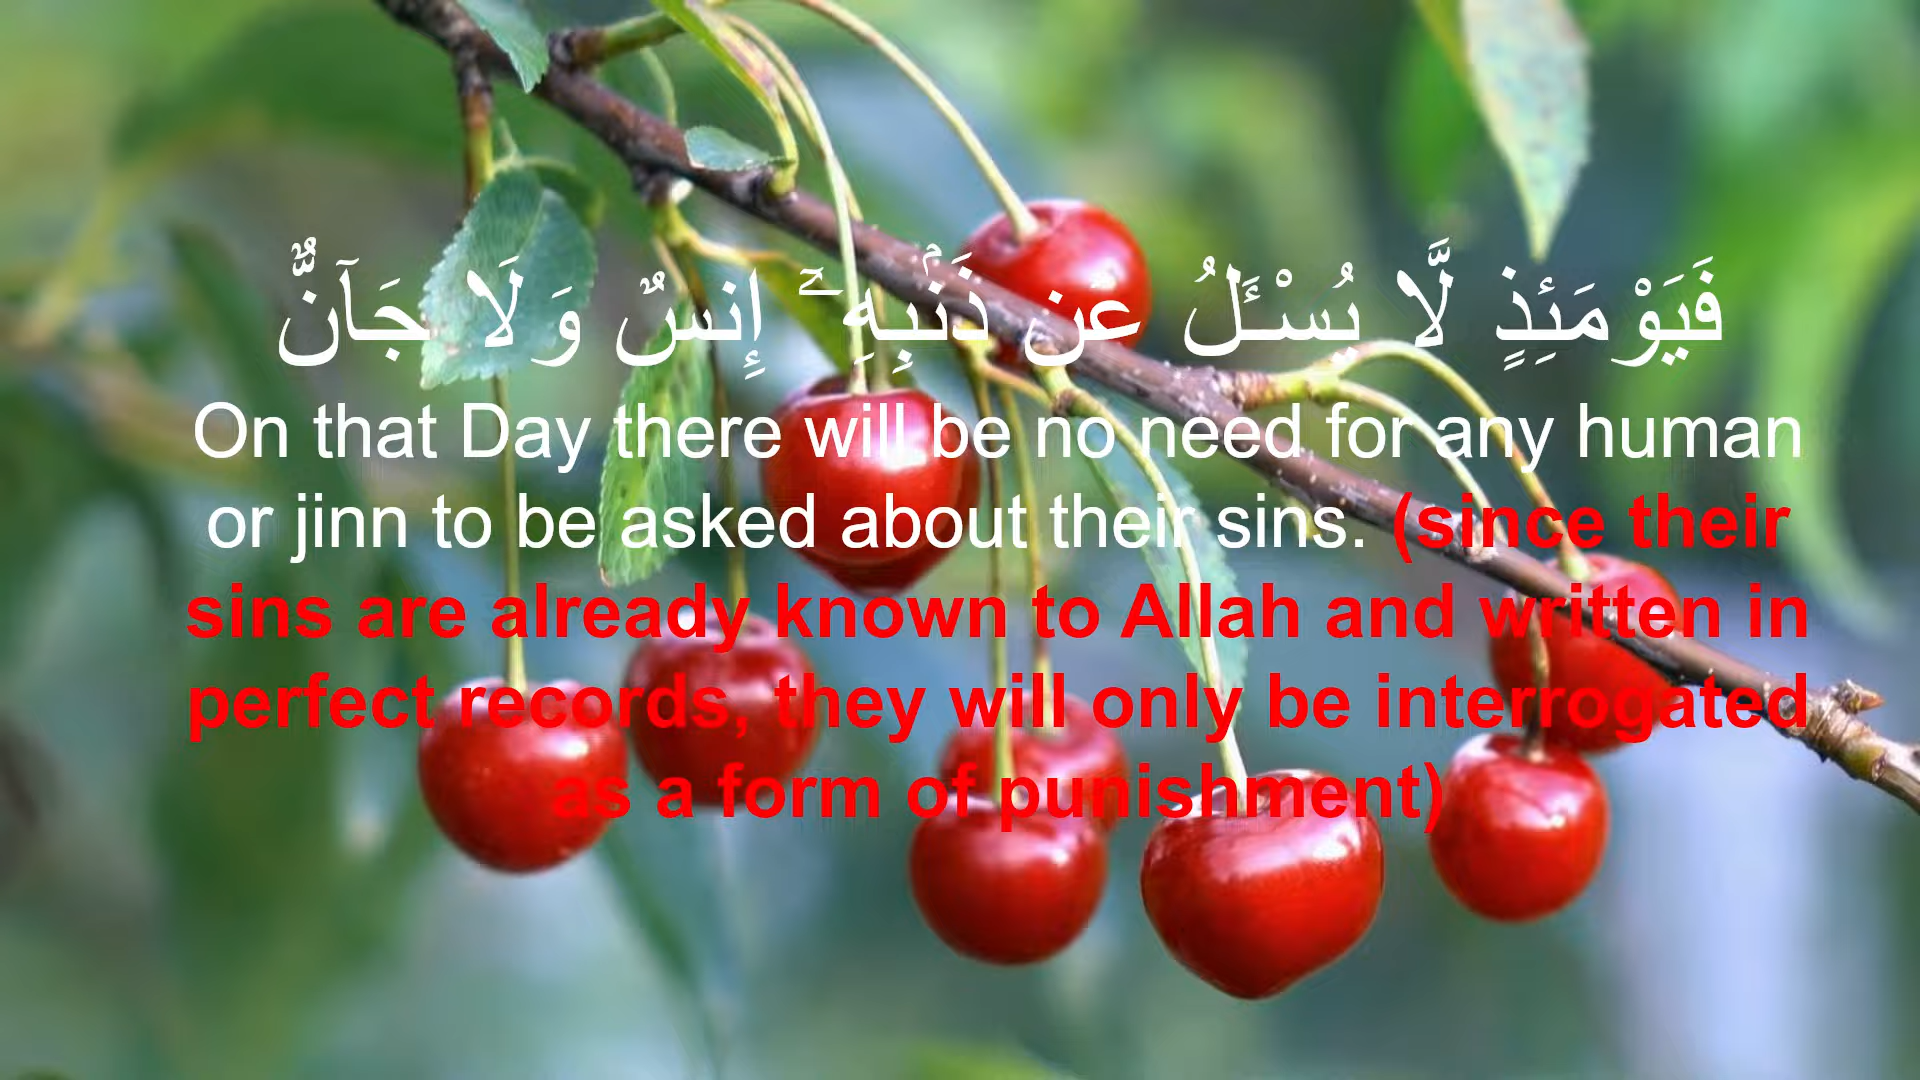 فَيَوْمَئِذٍ لَّا يُسْـَٔلُ عَن ذَنۢبِهِۦٓ إِنسٌ وَلَا جَآنٌّ
On that Day there will be no need for any human
or jinn to be asked about their sins. (since their
sins are already known to Allah and written in
perfect records, they will only be interrogated
as a form of punishment)